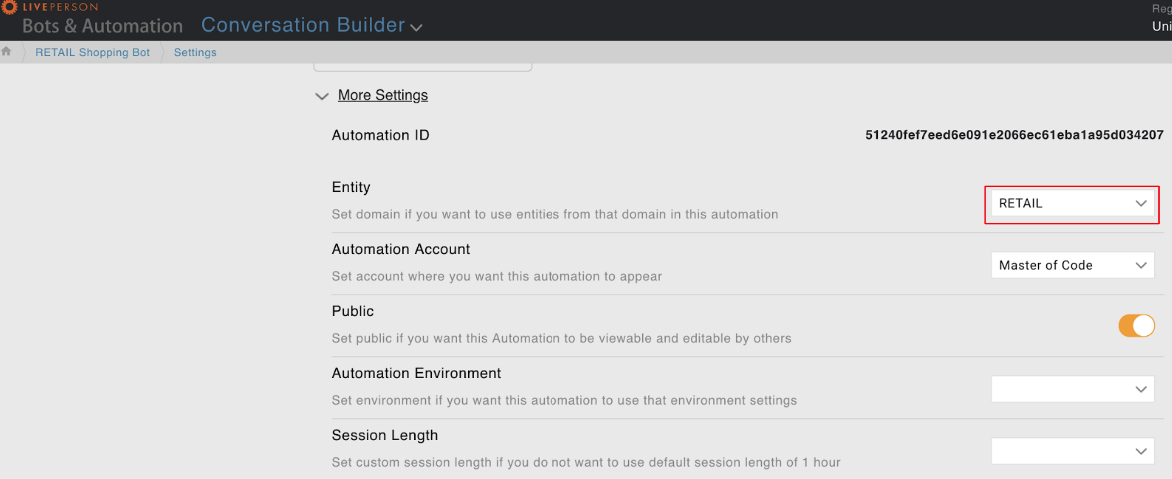 LIVEPERSON
Bots & Automation Conversation Builder
Reg
Uni
RETAIL Shopping Bot Settings
More Settings
Automation ID 51240fef7eed6e091e2066ec61eba1a95d034207
Entity
RETAIL
Set domain if you want to use entities from that domain in this automation
Automation Account
Master of Code
Set account where you want this automation to appear
Public
Set public if you want this Automation to be viewable and editable by others
Automation Environment
Set environment if you want this automation to use that environment settings
Session Length
Set custom session length if you do not want to use default session length of 1 hour